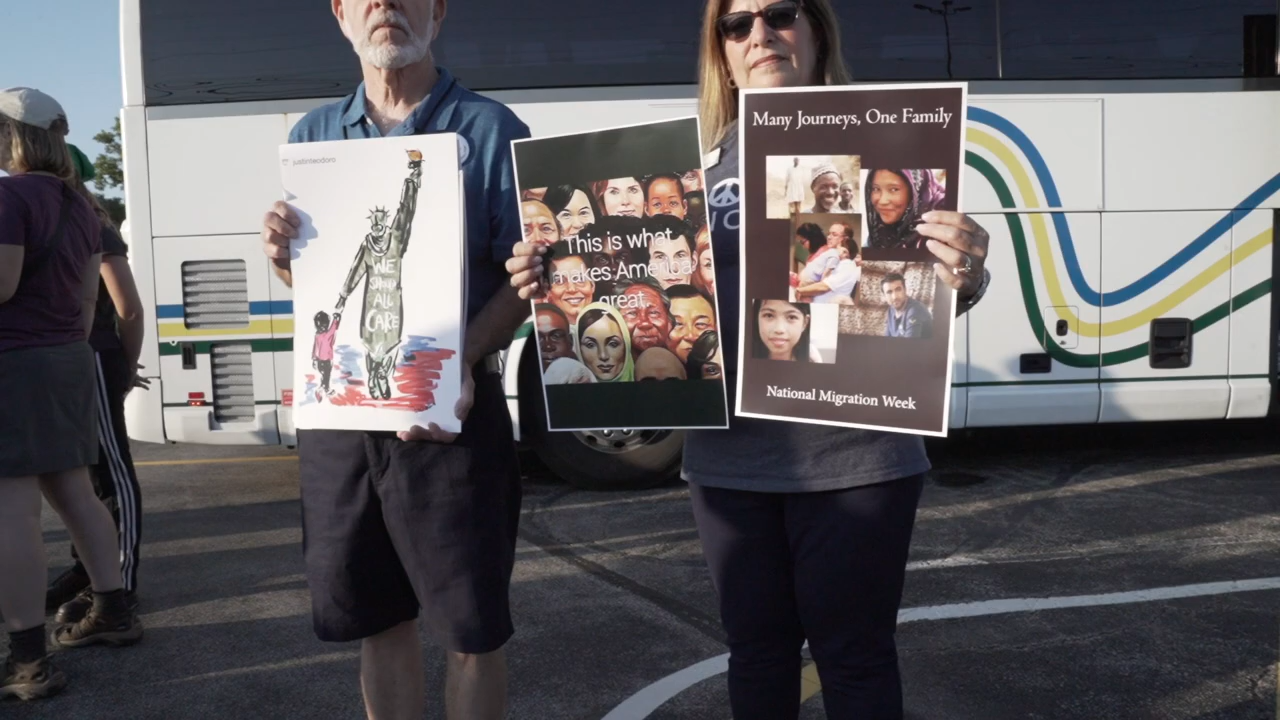 justinteodoro
WE
Should
ALL
CARE
This is what
makes America
great.
Many Journeys, One Family
National Migration Week